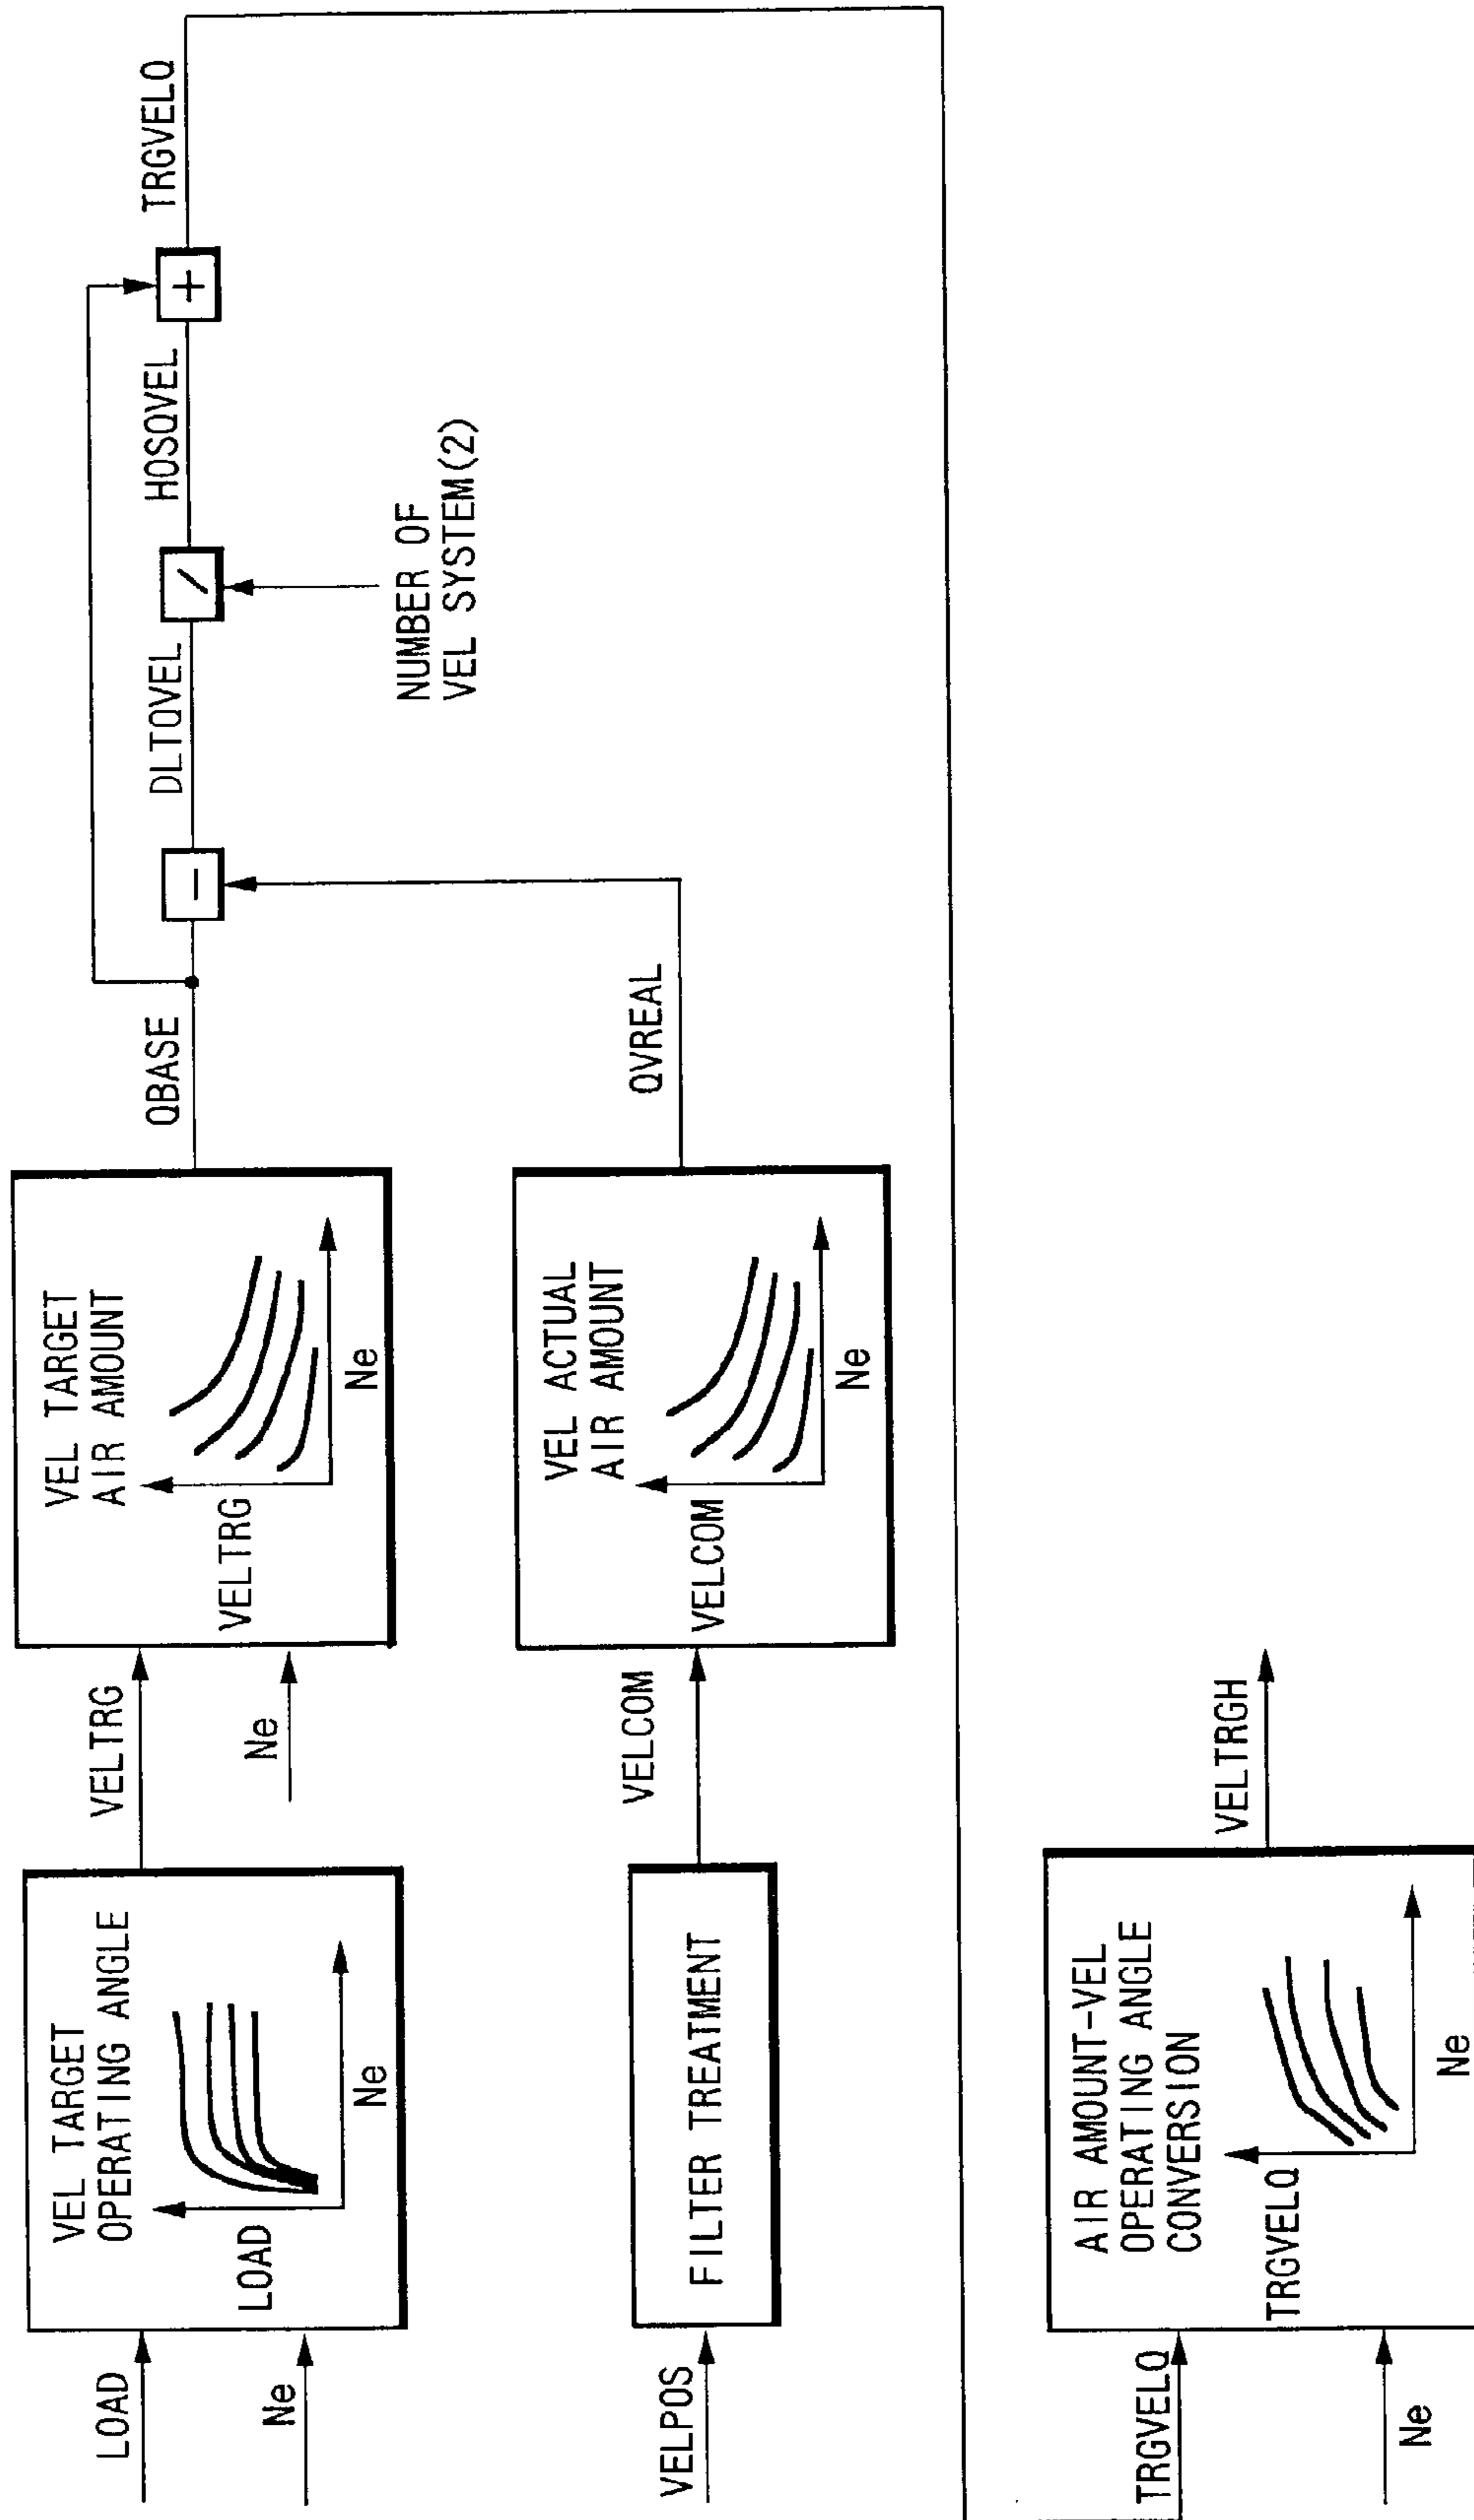 LOAD
Ne
VEL TARGET
OPERATING ANGLE
LOAD
Ne
VELTRG
Ne
VEL TARGET
AIR AMOUNT
VELTRG
Ne
QBASE
DLTQVEL
NUMBER OF
VEL SYSTEM(2)
HOSQVEL
TRGVELQ
VELPOS
FILTER TREATMENT
VELCOM
VEL ACTUAL
AIR AMOUNT
VELCOM
Ne
QVREAL
TRGVELQ
Ne
AIR AMOUNT-VEL
OPERATING ANGLE
CONVERSION
TRGVELQ
Ne
VELTRGH